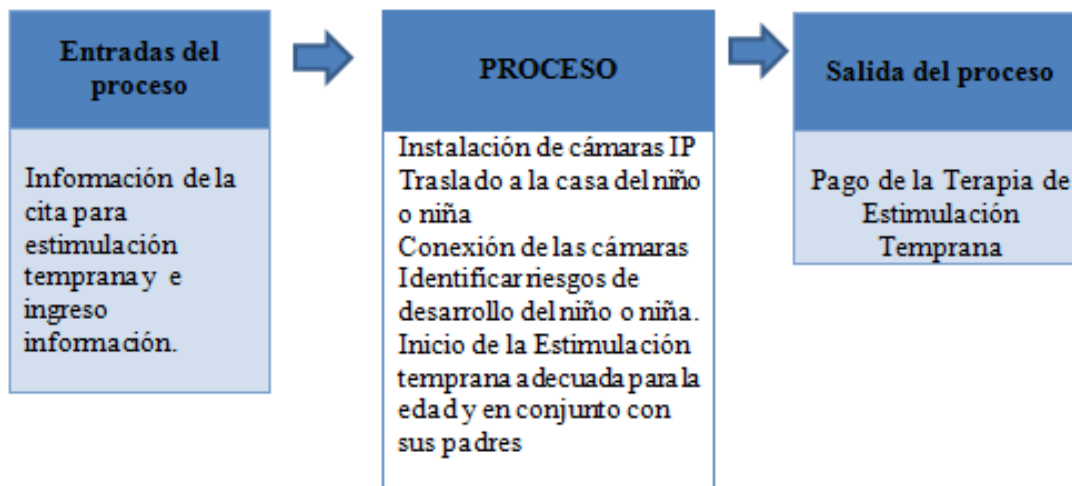 Entradas del
proceso
Información de la
cita para
estimulación
temprana y e
ingreso
información.
PROCESO
Instalación de cámaras IP
Traslado a la casa del niño
o niña
Conexión de las cámaras
Identificar riesgos de
desarrollo del niño o niña.
Inicio de la Estimulación
temprana adecuada para la
edad y en conjunto con
sus padres
Salida del proceso
Pago de la Terapia de
Estimulación
Temprana